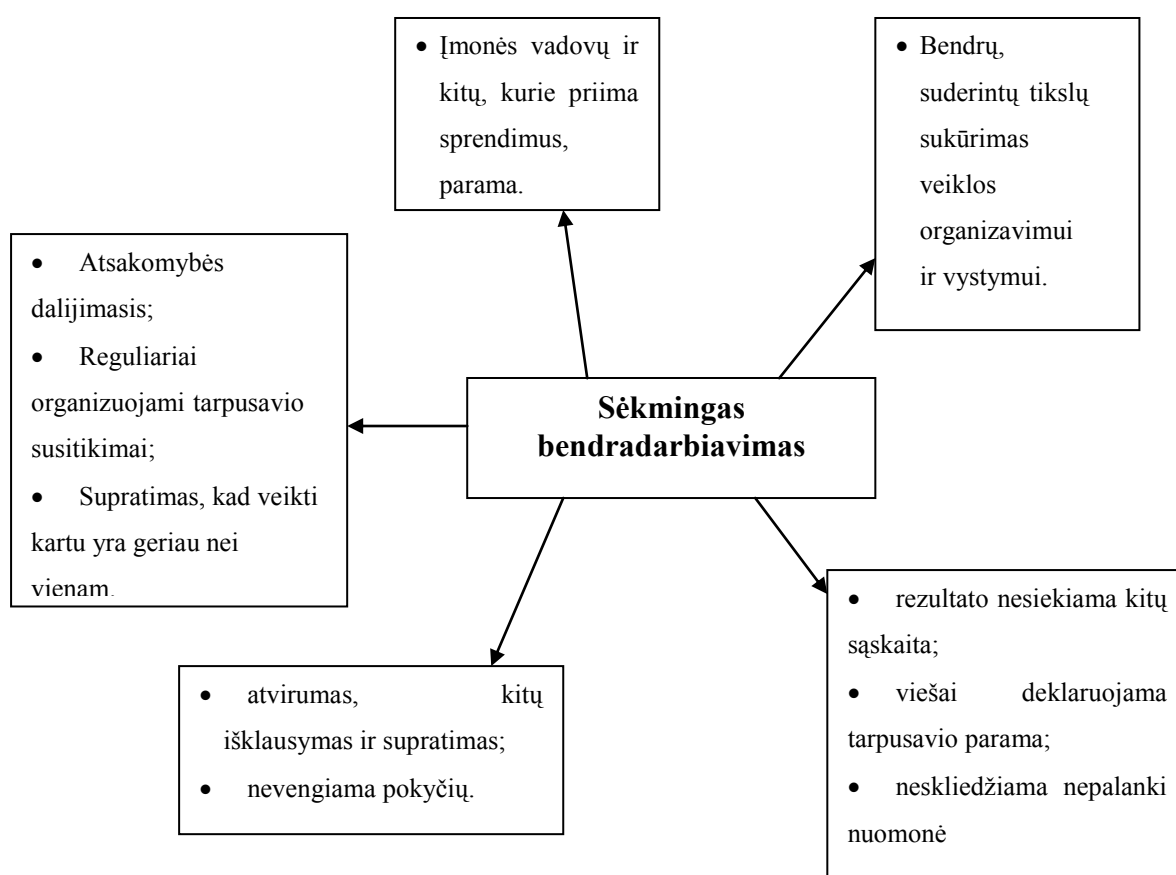 • Įmonės vadovų ir
kitų, kurie priima
sprendimus,
parama.
• Bendrų,
suderintų tikslų
sukūrimas
veiklos
organizavimui
ir vystymui.
• Atsakomybės
dalijimasis;
• Reguliariai
organizuojami tarpusavio
susitikimai;
• Supratimas, kad veikti
kartu yra geriau nei
vienam.
Sėkmingas
bendradarbiavimas
• atvirumas, kitų
išklausymas ir supratimas;
• nevengiama pokyčių.
• rezultato nesiekiama kitų
sąskaita;
• viešai deklaruojama
tarpusavio parama;
• neskliedžiama nepalanki
nuomonė